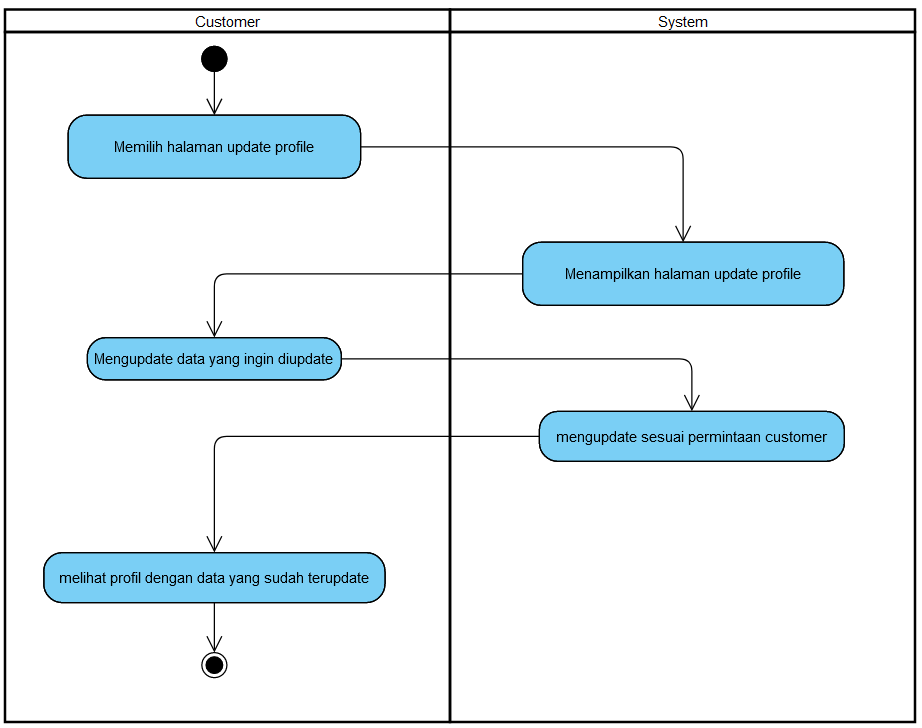 Customer
System
Memilih halaman update profile
Menampilkan halaman update profile
Mengupdate data yang ingin diupdate
mengupdate sesuai permintaan customer
melihat profil dengan data yang sudah terupdate